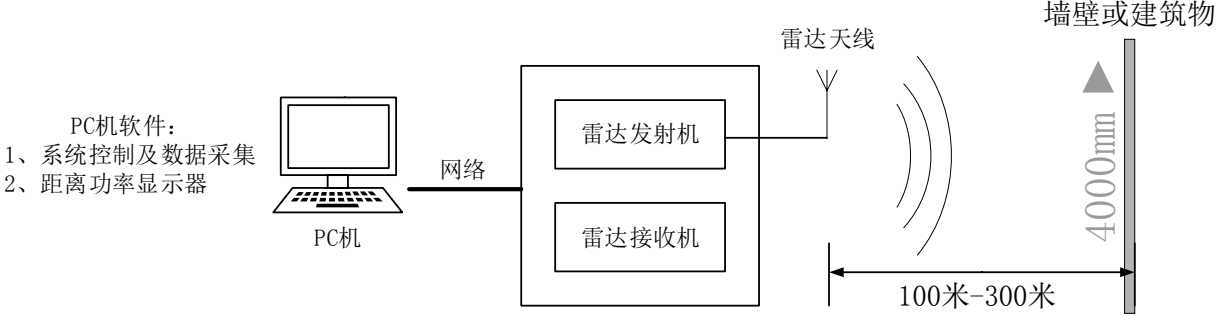 墙壁或建筑物
雷达天线
PC机软件：
1、系统控制及数据采集
2、距离功率显示器
PC机
网络
雷达发射机
雷达接收机
4000mm
100米-300米